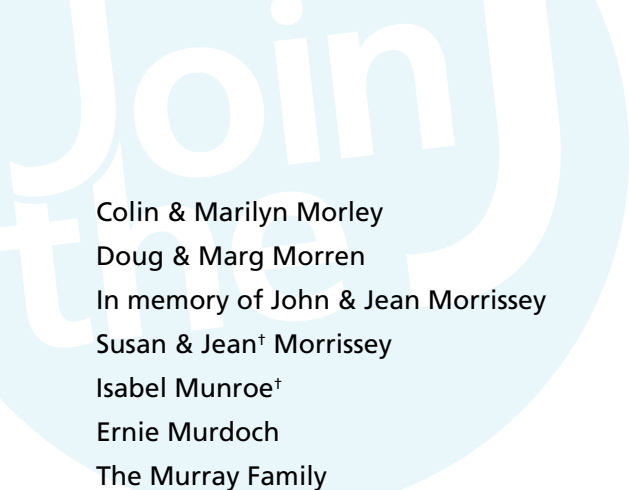 Join
the J
Colin & Marilyn Morley
Doug & Marg Morren
In memory of John & Jean Morrissey
Susan & Jean† Morrissey
Isabel Munroe†
Ernie Murdoch
The Murray Family